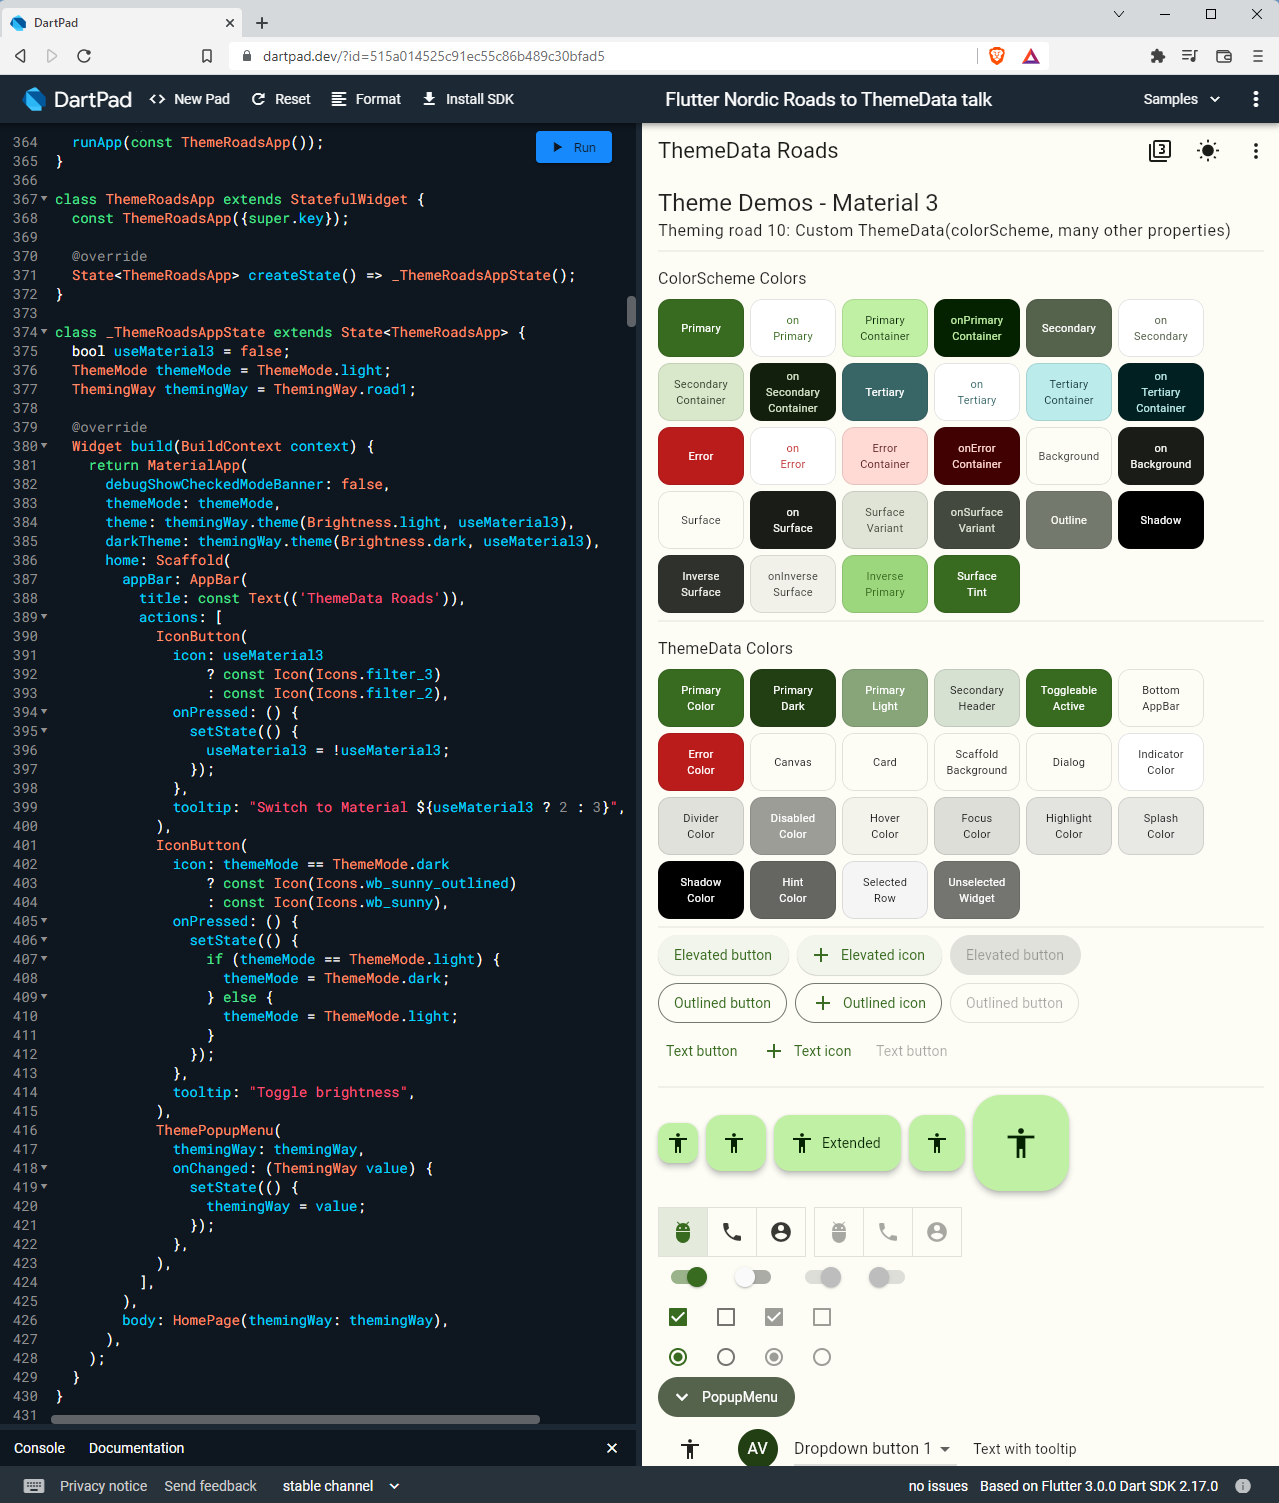 DartPad
dartpad.dev/?id=515a014525c91ec55c86b489c30bfad5
DartPad
<> New Pad
Reset
Format
Install SDK
Flutter Nordic Roads to ThemeData talk
Samples
Run
364 runApp(const ThemeRoadsApp());
365 }
366
367 class ThemeRoadsApp extends StatefulWidget {
368 const ThemeRoadsApp({super.key});
369
370 @override
371 State<ThemeRoadsApp> createState() => _ThemeRoadsAppState();
372 }
373
374 class _ThemeRoadsAppState extends State<ThemeRoadsApp> {
375 bool useMaterial3 = false;
376 ThemeMode themeMode = ThemeMode.light;
377 ThemingWay themingWay = ThemingWay.road1;
378
379 @override
380 Widget build(BuildContext context) {
381 return MaterialApp(
382 debugShowCheckedModeBanner: false,
383 themeMode: themeMode,
384 theme: themingWay.theme(Brightness.light, useMaterial3),
385 darkTheme: themingWay.theme(Brightness.dark, useMaterial3),
386 home: Scaffold(
387 appBar: AppBar(
388 title: const Text(('ThemeData Roads')),
389 actions: [
390 IconButton(
391 icon: useMaterial3
392 ? const Icon(Icons.filter_3)
393 : const Icon(Icons.filter_2),
394 onPressed: () {
395 setState(() {
396 useMaterial3 = !useMaterial3;
397 });
398 },
399 tooltip: "Switch to Material ${useMaterial3 ? 2 : 3}",
400 ),
401 IconButton(
402 icon: themeMode == ThemeMode.dark
403 ? const Icon(Icons.wb_sunny_outlined)
404 : const Icon(Icons.wb_sunny),
405 onPressed: () {
406 setState(() {
407 if (themeMode == ThemeMode.light) {
408 themeMode = ThemeMode.dark;
409 } else {
410 themeMode = ThemeMode.light;
411 }
412 });
413 },
414 tooltip: "Toggle brightness",
415 ),
416 ThemePopupMenu(
417 themingWay: themingWay,
418 onChanged: (ThemingWay value) {
419 setState(() {
420 themingWay = value;
421 });
422 },
423 ),
424 ],
425 ),
426 body: HomePage(themingWay: themingWay),
427 ),
428 );
429 }
430 }
431
ThemeData Roads
3
Theme Demos - Material 3
Theming road 10: Custom ThemeData(colorScheme, many other properties)
ColorScheme Colors
Primary
on
Primary
Primary
Container
onPrimary
Container
Secondary
on
Secondary
Secondary
Container
on
Secondary
Container
Tertiary
on
Tertiary
Tertiary
Container
on
Tertiary
Container
Error
on
Error
Error
Container
onError
Container
Background
on
Background
Surface
on
Surface
Surface
Variant
onSurface
Variant
Outline
Shadow
Inverse
Surface
onInverse
Surface
Inverse
Primary
Surface
Tint
ThemeData Colors
Primary
Color
Primary
Dark
Primary
Light
Secondary
Header
Toggleable
Active
Bottom
AppBar
Error
Color
Canvas
Card
Scaffold
Background
Dialog
Indicator
Color
Divider
Color
Disabled
Color
Hover
Color
Focus
Color
Highlight
Color
Splash
Color
Shadow
Color
Hint
Color
Selected
Row
Unselected
Widget
Elevated button
Elevated icon
Elevated button
Outlined button
Outlined icon
Outlined button
Text button
Text icon
Text button
Extended
PopupMenu
AV
Dropdown button 1
Text with tooltip
Console
Documentation
Privacy notice
Send feedback
stable channel
no issues
Based on Flutter 3.0.0 Dart SDK 2.17.0